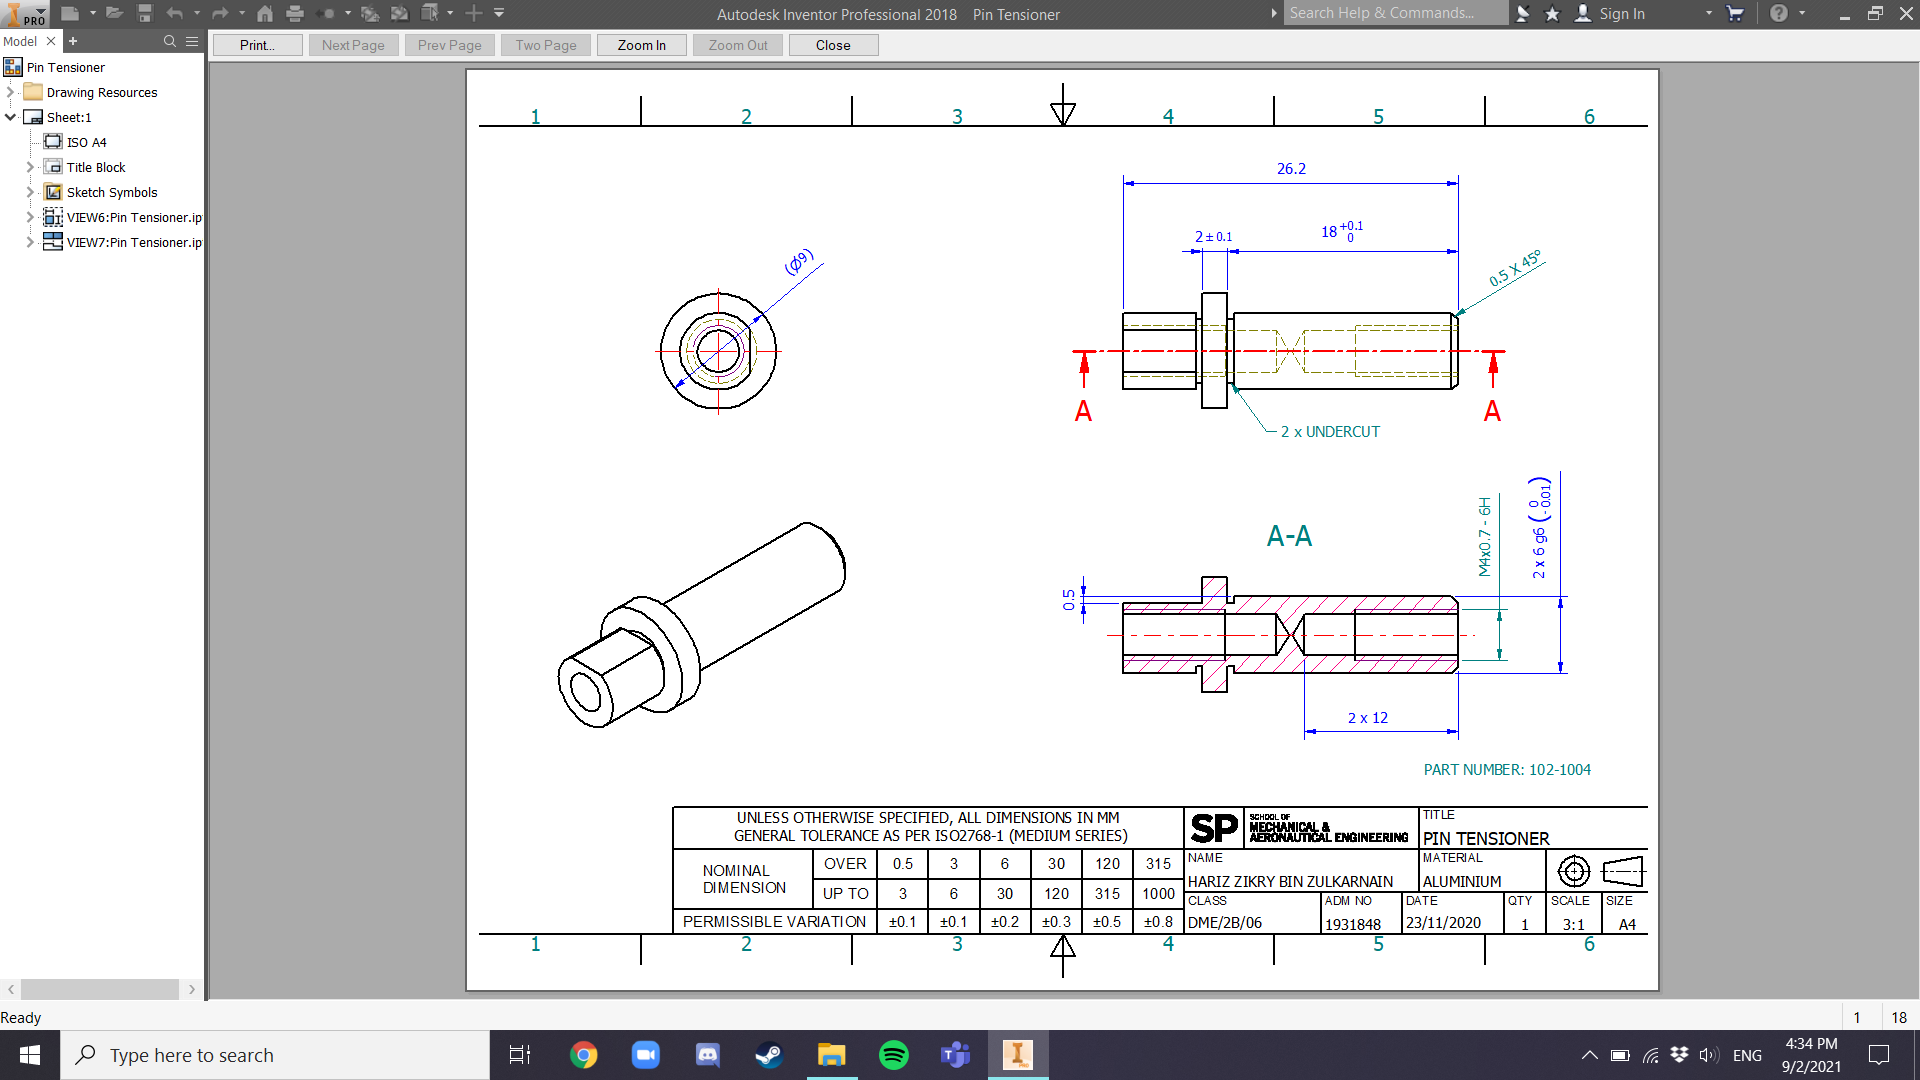 PRO
Autodesk Inventor Professional 2018 Pin Tensioner
Search Help & Commands...
Sign In
Model
Print...
Next Page
Prev Page
Two Page
Zoom In
Zoom Out
Close
Pin Tensioner
Drawing Resources
Sheet:1
ISO A4
Title Block
Sketch Symbols
VIEW6:Pin Tensioner.ip
VIEW7:Pin Tensioner.ip
1 2 3 4 5 6
26.2
2±0.1
18 +0.1 0
(Ø9)
0.5 X 45°
A A
2 x UNDERCUT
A-A
0.5
M4x0.7 - 6H
2 x 6 g6 ( 0 -0.01 )
2 x 12
PART NUMBER: 102-1004
UNLESS OTHERWISE SPECIFIED, ALL DIMENSIONS IN MM
GENERAL TOLERANCE AS PER ISO2768-1 (MEDIUM SERIES)
NOMINAL
DIMENSION
OVER 0.5 3 6 30 120 315
UP TO 3 6 30 120 315 1000
PERMISSIBLE VARIATION ±0.1 ±0.1 ±0.2 ±0.3 ±0.5 ±0.8
SP
SCHOOL OF
MECHANICAL &
AERONAUTICAL ENGINEERING
TITLE
PIN TENSIONER
NAME
HARIZ ZIKRY BIN ZULKARNAIN
MATERIAL
ALUMINIUM
CLASS
DME/2B/06
ADM NO
1931848
DATE
23/11/2020
QTY
1
SCALE
3:1
SIZE
A4
1 2 3 4 5 6
Ready
1 18
Type here to search
ENG
4:34 PM
9/2/2021